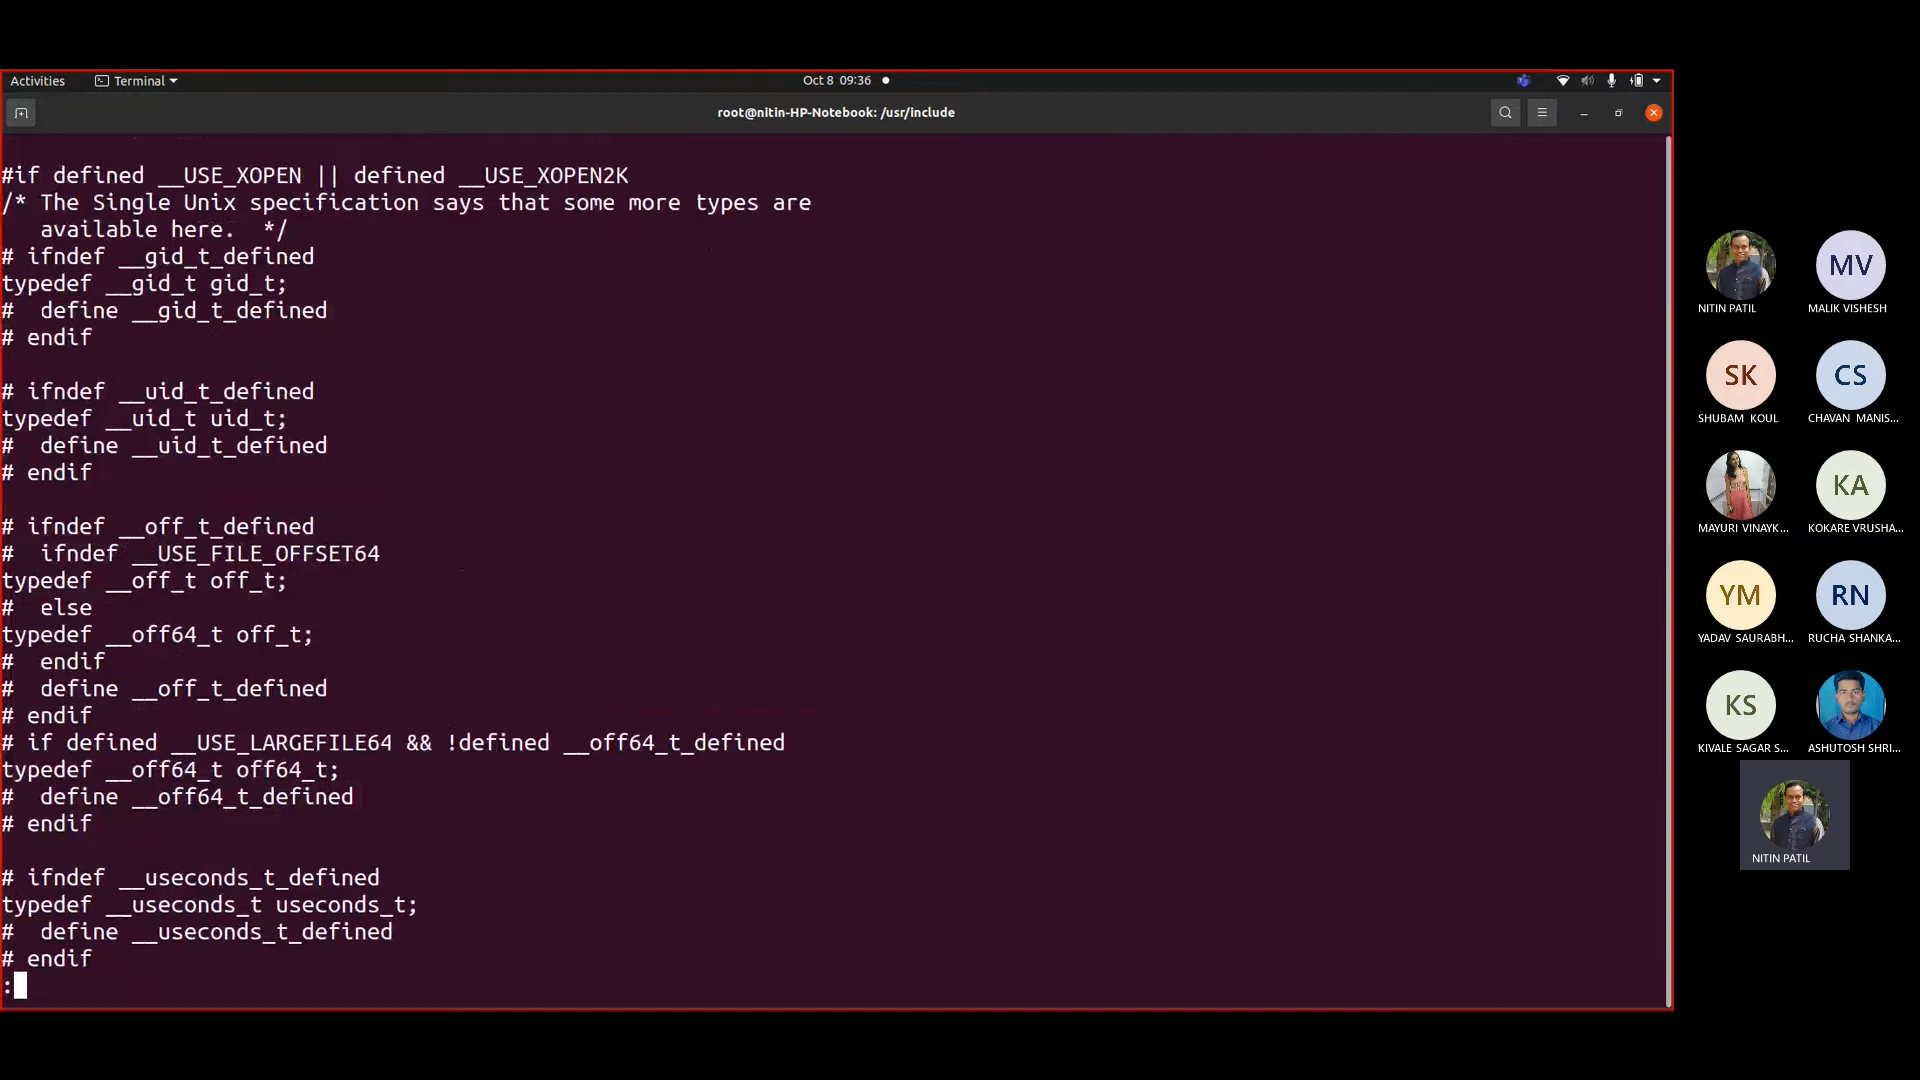 Activities
Terminal
Oct 8 09:36
root@nitin-HP-Notebook: /usr/include
#if defined __USE_XOPEN || defined __USE_XOPEN2K
/* The Single Unix specification says that some more types are
   available here.  */
# ifndef __gid_t_defined
typedef __gid_t gid_t;
#  define __gid_t_defined
# endif
# ifndef __uid_t_defined
typedef __uid_t uid_t;
#  define __uid_t_defined
# endif
# ifndef __off_t_defined
#  ifndef __USE_FILE_OFFSET64
typedef __off_t off_t;
#  else
typedef __off64_t off_t;
#  endif
#  define __off_t_defined
# endif
# if defined __USE_LARGEFILE64 && !defined __off64_t_defined
typedef __off64_t off64_t;
#  define __off64_t_defined
# endif
# ifndef __useconds_t_defined
typedef __useconds_t useconds_t;
#  define __useconds_t_defined
# endif
:
NITIN PATIL
MV
MALIK VISHESH
SK
SHUBAM KOUL
CS
CHAVAN MANIS...
MAYURI VINAYK...
KA
KOKARE VRUSHA...
YM
YADAV SAURABH...
RN
RUCHA SHANKA...
KS
KIVALE SAGAR S...
ASHUTOSH SHRI...
NITIN PATIL